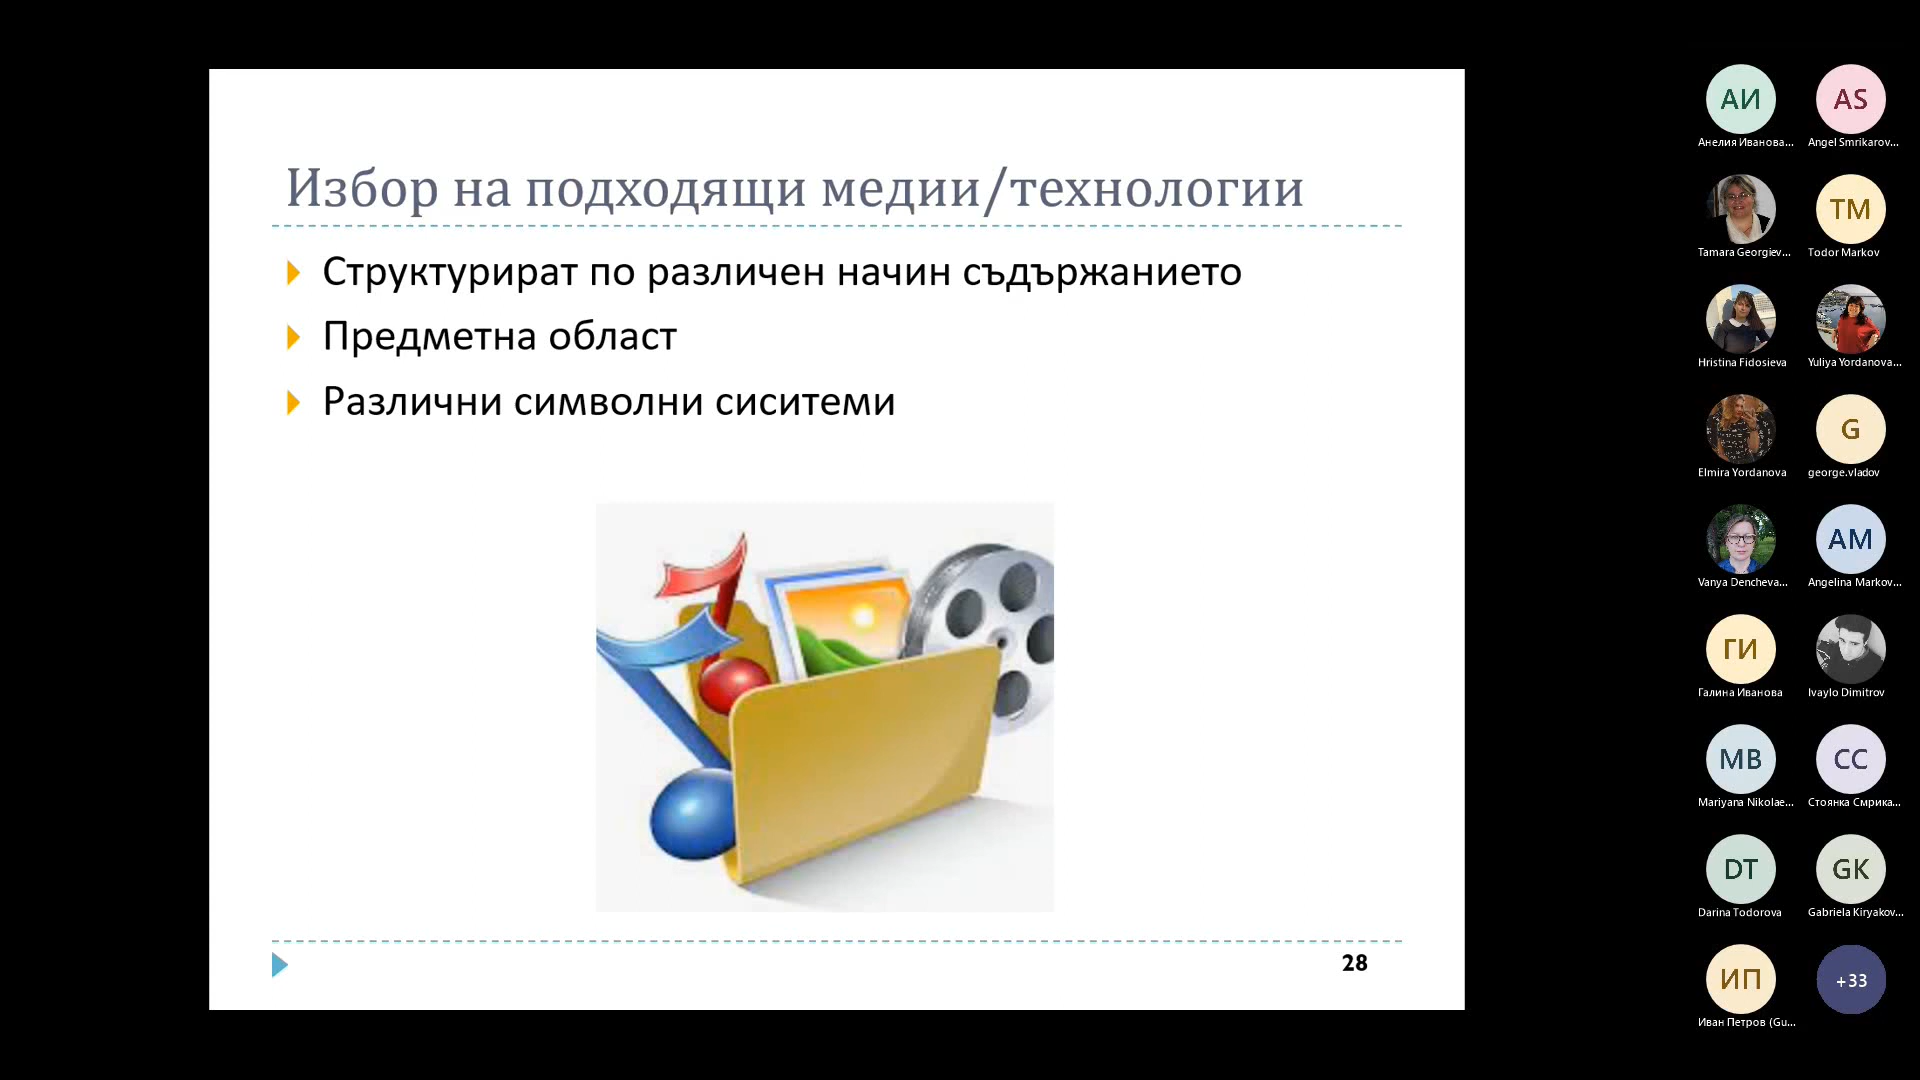 Избор на подходящи медии/технологии
Структурират по различен начин съдържанието
Предметна област
Различни символни сиситеми
28
АИ
AS
Анелия Иванова...
Angel Smrikarov...
TM
Tamara Georgiev...
Todor Markov
Hristina Fidosieva
Yuliya Yordanova...
G
Elmira Yordanova
george.vladov
AM
Vanya Dencheva...
Angelina Markov...
ГИ
Галина Иванова
Ivaylo Dimitrov
MB
СС
Mariyana Nikolae...
Стоянка Смрика...
DT
GK
Darina Todorova
Gabriela Kiryakov...
ИП
+33
Иван Петров (Gu...